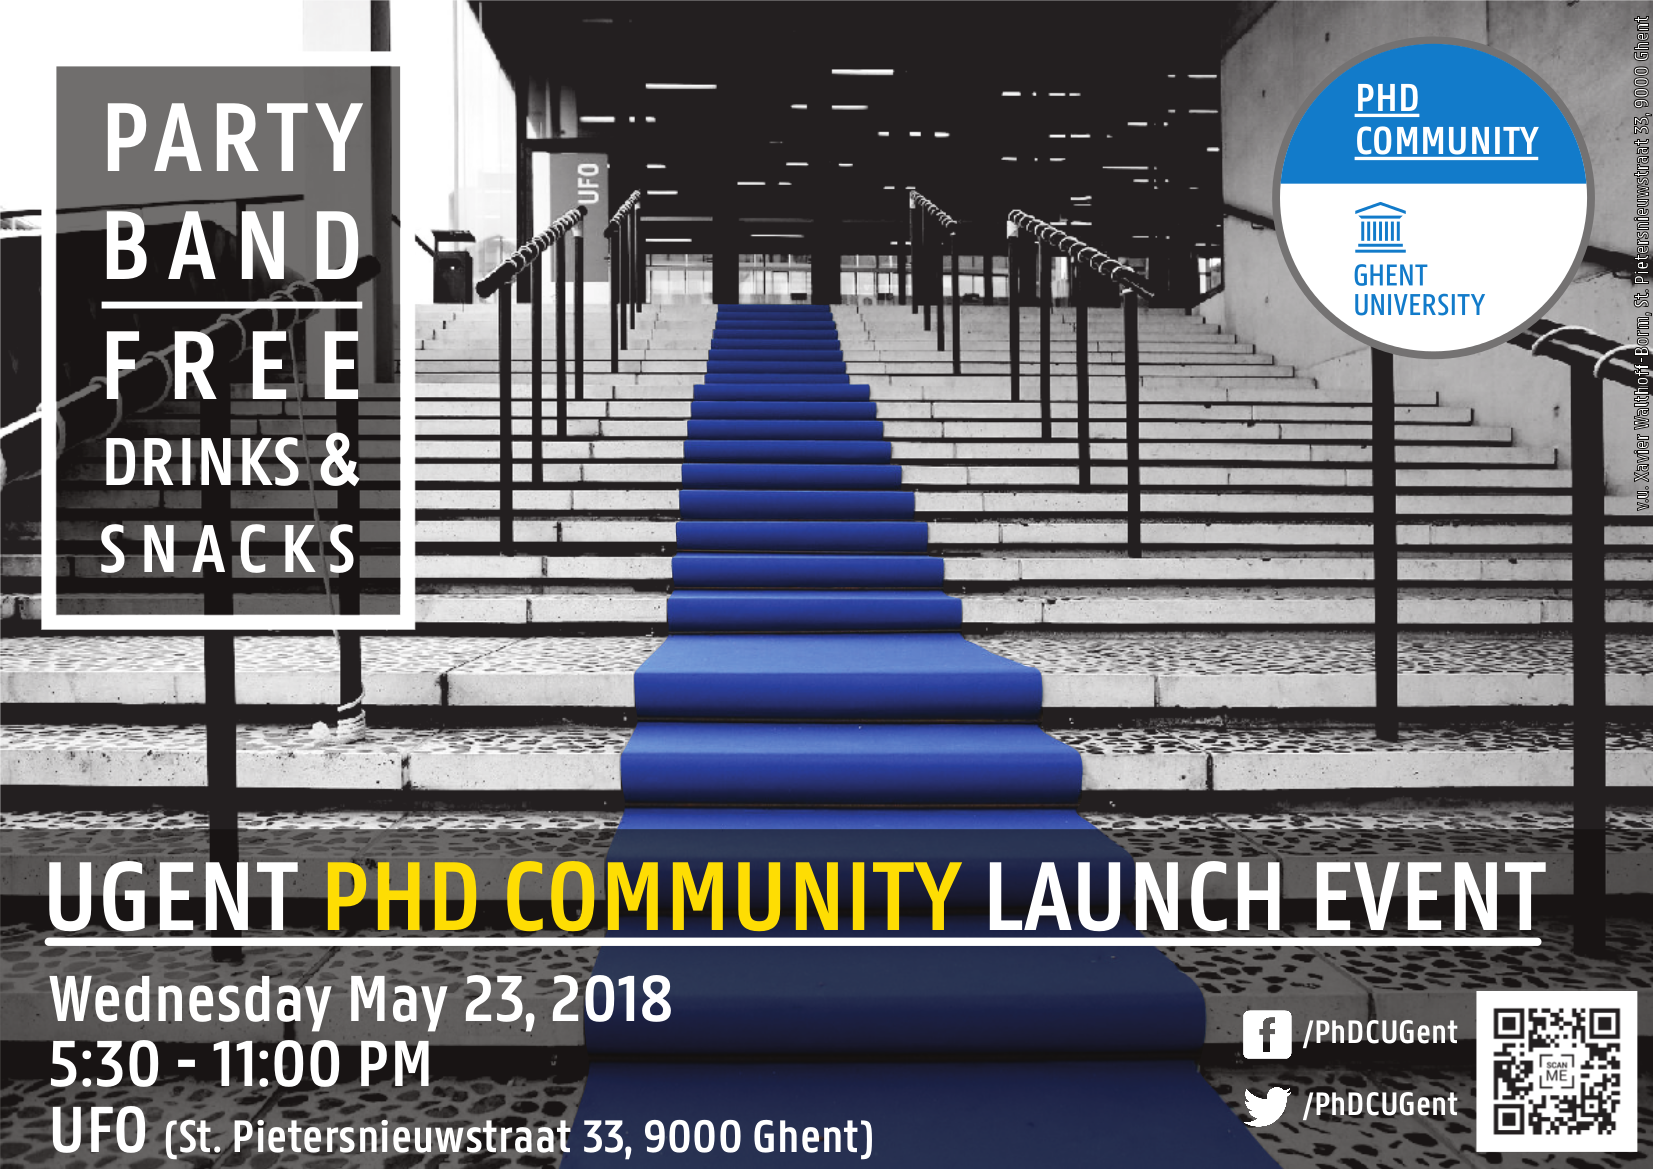 PARTY
BAND
FREE
DRINKS &
SNACKS
UFO
PHD
COMMUNITY
GHENT
UNIVERSITY
v.u. Xavier Walthoff-Borm, St. Pietersnieuwstraat 33, 9000 Ghent
UGENT PHD COMMUNITY LAUNCH EVENT
Wednesday May 23, 2018
5:30 - 11:00 PM
UFO (St. Pietersnieuwstraat 33, 9000 Ghent)
/PhDCUGent
/PhDCUGent
SCAN
ME